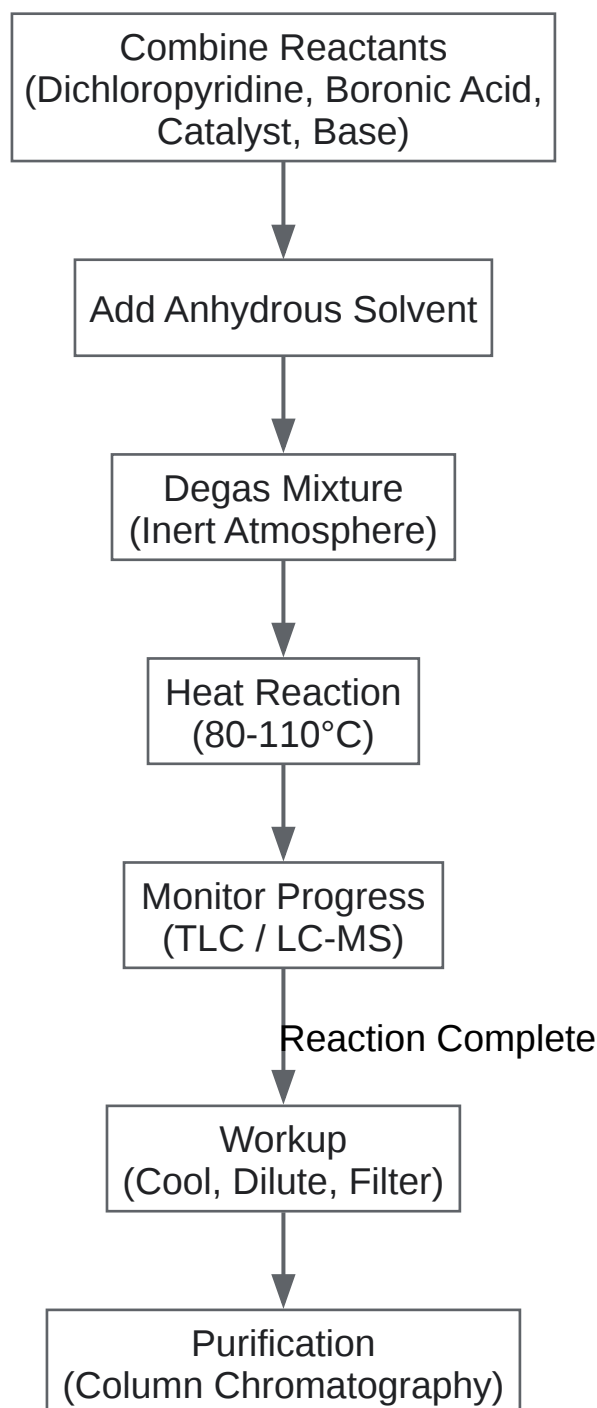 Combine Reactants
(Dichloropyridine, Boronic Acid,
Catalyst, Base)
Add Anhydrous Solvent
Degas Mixture
(Inert Atmosphere)
Heat Reaction
(80-110°C)
Monitor Progress
(TLC / LC-MS)
Reaction Complete
Workup
(Cool, Dilute, Filter)
Purification
(Column Chromatography)